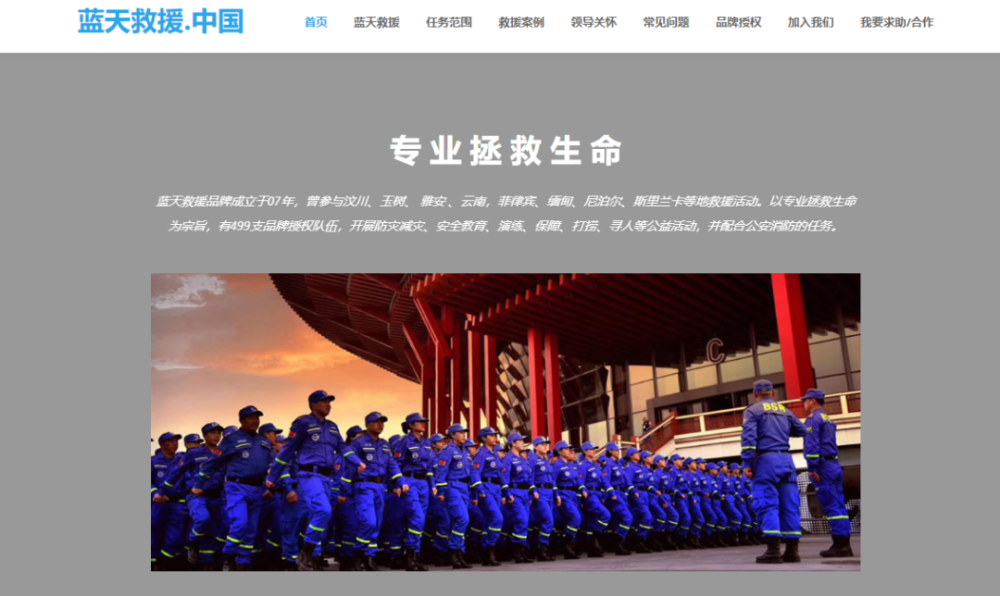 蓝天救援.中国
首页 蓝天救援 任务范围 救援案例 领导关怀 常见问题 品牌授权 加入我们 我要求助/合作
专业拯救生命
蓝天救援品牌成立于07年，曾参与汶川、玉树、雅安、云南，菲律宾、缅甸、尼泊尔、斯里兰卡等地救援活动。以专业拯救生命
为宗旨，有499支品牌授权队伍，开展防灾减灾、安全教育、演练、保障、打捞、寻人等公益活动，并配合公安消防的任务。
C
BSR